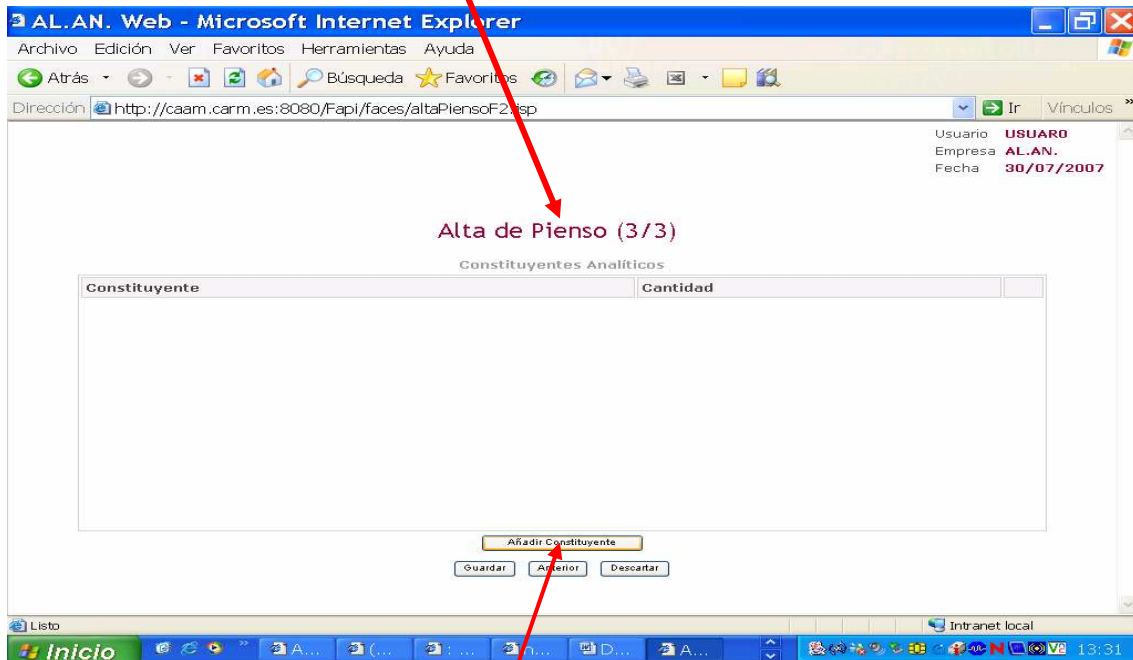 AL.AN. Web - Microsoft Internet Explorer
Archivo Edición Ver Favoritos Herramientas Ayuda
Atrás Búsqueda Favoritos
Dirección http://caam.carm.es:8080/Fapi/faces/altaPiensoF2.jsp Ir Vínculos »
Usuario USUAR0
Empresa AL.AN.
Fecha 30/07/2007
Alta de Pienso (3/3)
Constituyentes Analíticos
Constituyente Cantidad
Añadir Constituyente
Guardar Anterior Descartar
Listo Intranet local
Inicio » A... (... : ... n... D... A... N V2 13:31